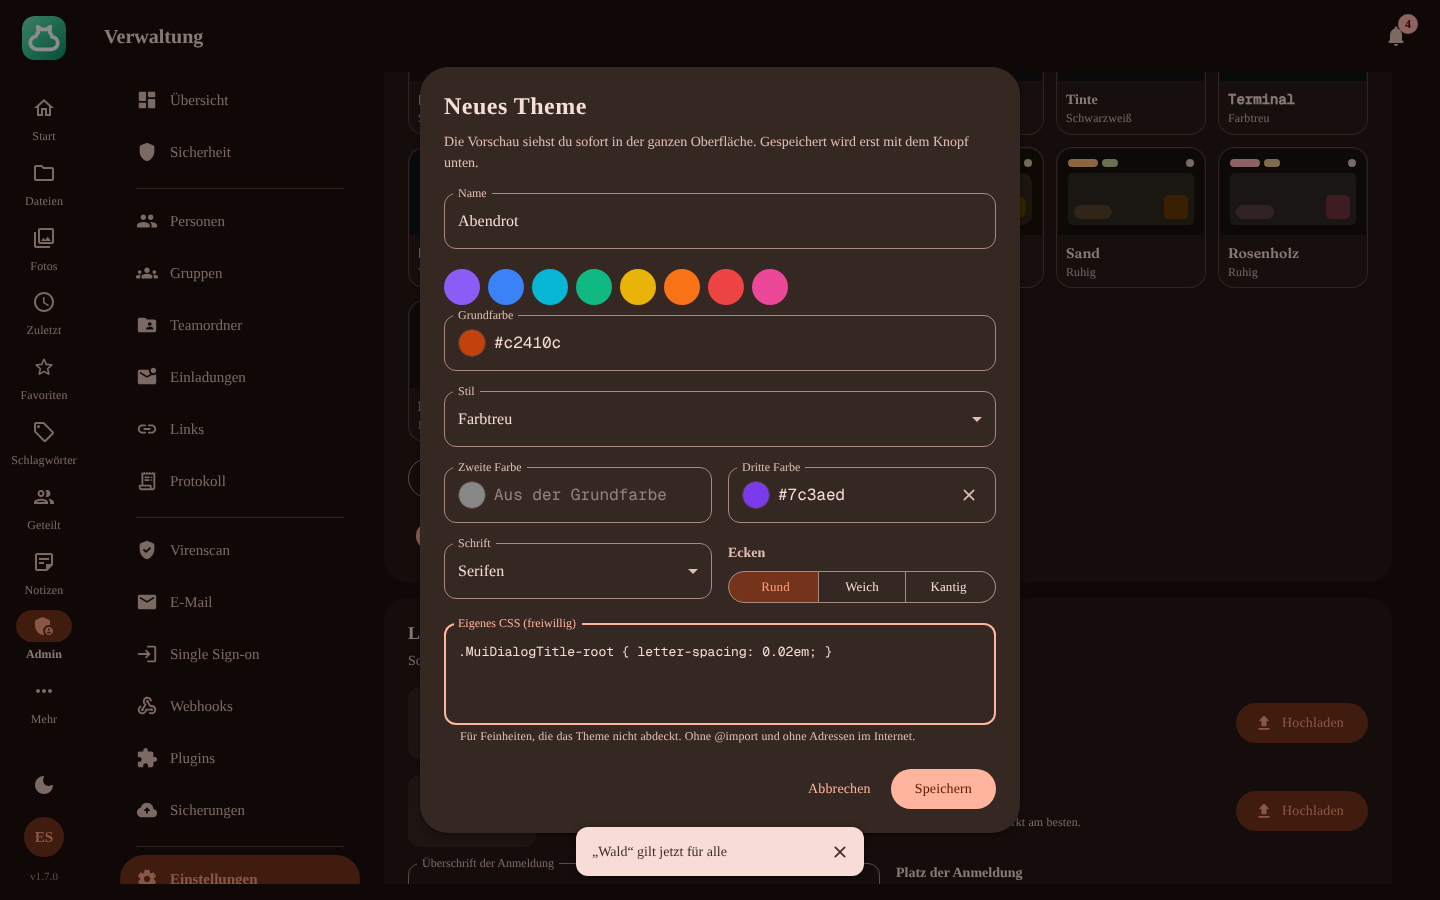 Verwaltung
4
Start
Dateien
Fotos
Zuletzt
Favoriten
Schlagwörter
Geteilt
Notizen
Admin
Mehr
ES
v1.7.0
Übersicht
Sicherheit
Personen
Gruppen
Teamordner
Einladungen
Links
Protokoll
Virenscan
E-Mail
Single Sign-on
Webhooks
Plugins
Sicherungen
Einstellungen
Tinte
Schwarzweiß
Terminal
Farbtreu
Sand
Ruhig
Rosenholz
Ruhig
Neues Theme
Die Vorschau siehst du sofort in der ganzen Oberfläche. Gespeichert wird erst mit dem Knopf
unten.
Name
Abendrot
Grundfarbe
#c2410c
Stil
Farbtreu
Zweite Farbe
Aus der Grundfarbe
Dritte Farbe
#7c3aed
Schrift
Serifen
Ecken
Rund
Weich
Kantig
Eigenes CSS (freiwillig)
.MuiDialogTitle-root { letter-spacing: 0.02em; }
Für Feinheiten, die das Theme nicht abdeckt. Ohne @import und ohne Adressen im Internet.
Abbrechen
Speichern
Hochladen
Hochladen
am besten.
„Wald“ gilt jetzt für alle
Überschrift der Anmeldung
Platz der Anmeldung